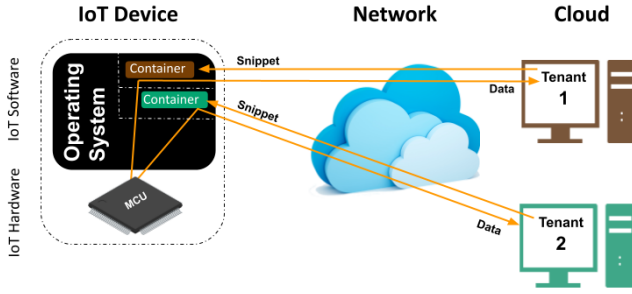 IoT Device
Network
Cloud
IoT Software
Operating
System
Container
Container
Snippet
Data
Snippet
Data
Tenant
1
IoT Hardware
MCU
Tenant
2